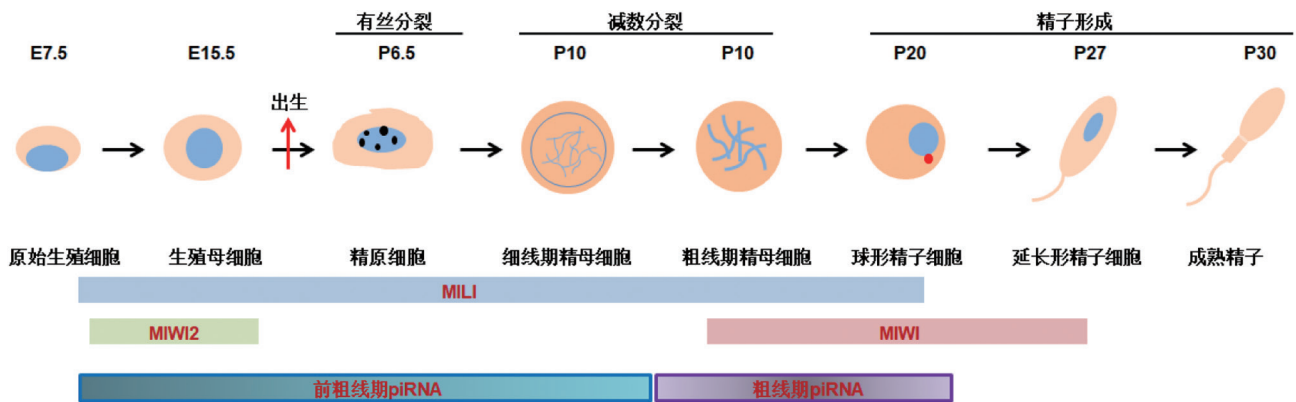 有丝分裂 减数分裂 精子形成
E7.5 E15.5 P6.5 P10 P10 P20 P27 P30
出生
原始生殖细胞 生殖母细胞 精原细胞 细线期精母细胞 粗线期精母细胞 球形精子细胞 延长形精子细胞 成熟精子
MILI
MIWI2 MIWI
前粗线期piRNA 粗线期piRNA